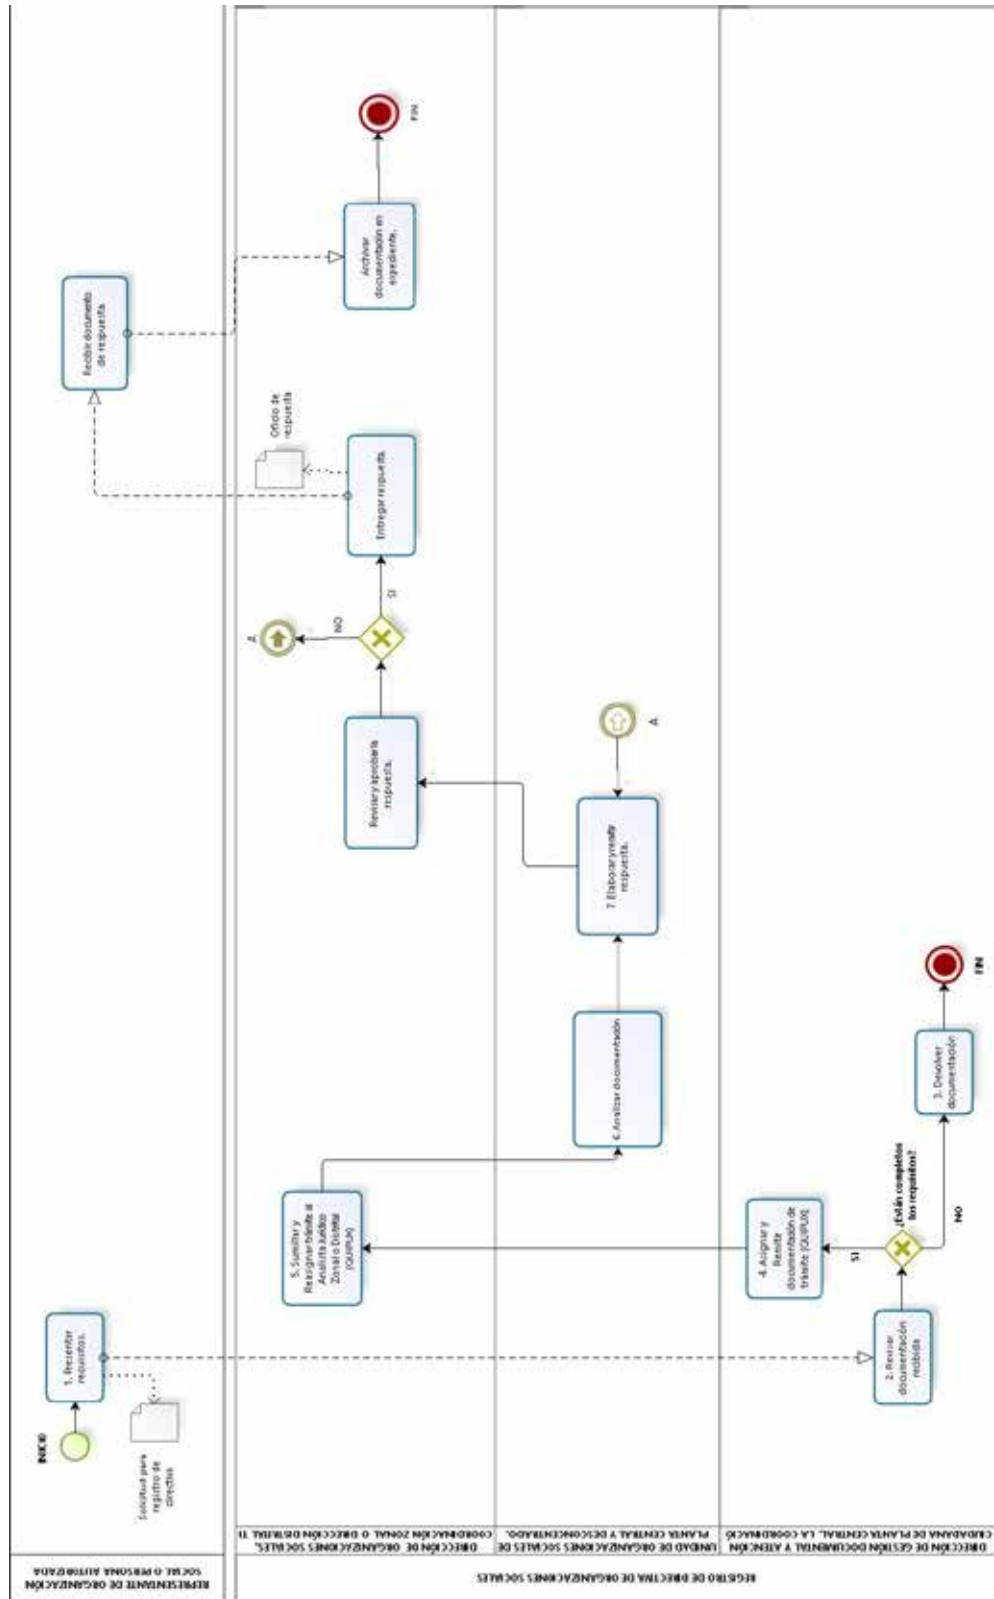 REPRESENTANTE DE ORGANIZACIÓN
SOCIAL O PERSONA AUTORIZADA
REGISTRO DE DIRECTIVA DE ORGANIZACIONES SOCIALES
DIRECCIÓN DE ORGANIZACIONES SOCIALES,
COORDINACIÓN ZONAL O DIRECCIÓN DISTRITAL
UNIDAD DE ORGANIZACIONES SOCIALES DE
PLANTA CENTRAL Y DESCONCENTRADO.
DIRECCIÓN DE GESTIÓN DOCUMENTAL Y ATENCIÓN
CIUDADANA DE PLANTA CENTRAL, LA
INICIO
1. Presentar
requisitos.
Solicitud para
registro de
directiva
2. Revisar
documentación
recibida
¿Están completos
los requisitos?
SI
NO
3. Devolver
documentación
FIN
4. Asignar y
Remitir
documentación de
trámite (QUIPUX)
5. Sumillar y
Reasignar trámite al
Analista Jurídico
Zonal o Distrital
(QUIPUX)
6. Analizar documentación
7. Elaborar y remitir
respuesta.
A
Revisar y aprobar la
respuesta.
NO
A
SI
Entregar respuesta.
Oficio de
respuesta
Recibir documento
de respuesta
Archivar
documentación en
expediente.
FIN